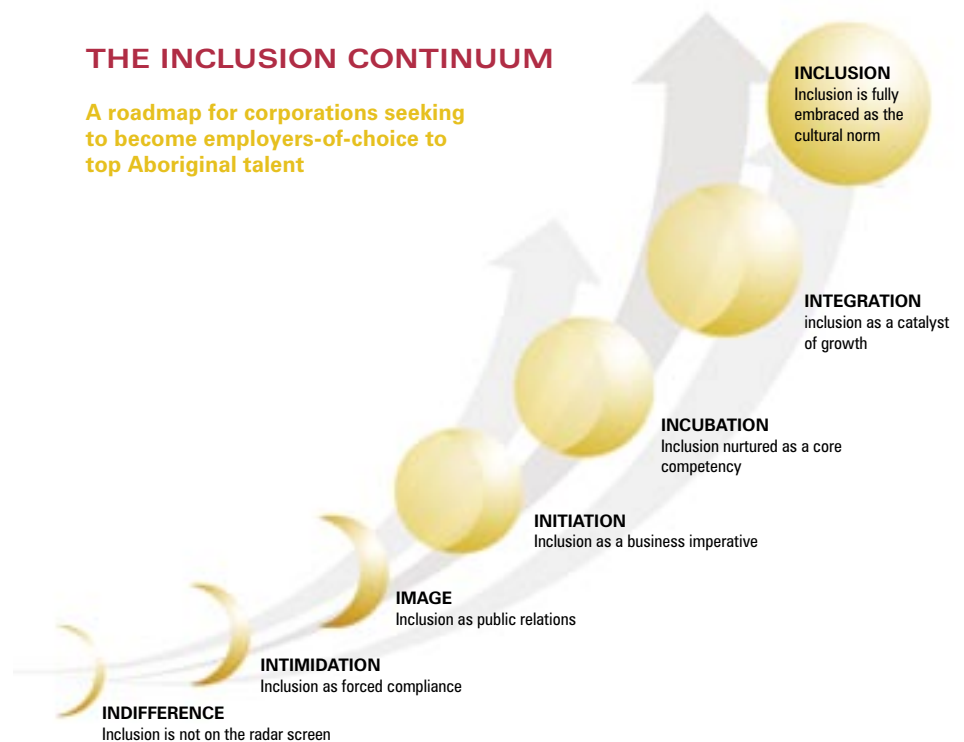 THE INCLUSION CONTINUUM
A roadmap for corporations seeking
to become employers-of-choice to
top Aboriginal talent
INCLUSION
Inclusion is fully
embraced as the
cultural norm
INTEGRATION
inclusion as a catalyst
of growth
INCUBATION
Inclusion nurtured as a core
competency
INITIATION
Inclusion as a business imperative
IMAGE
Inclusion as public relations
INTIMIDATION
Inclusion as forced compliance
INDIFFERENCE
Inclusion is not on the radar screen